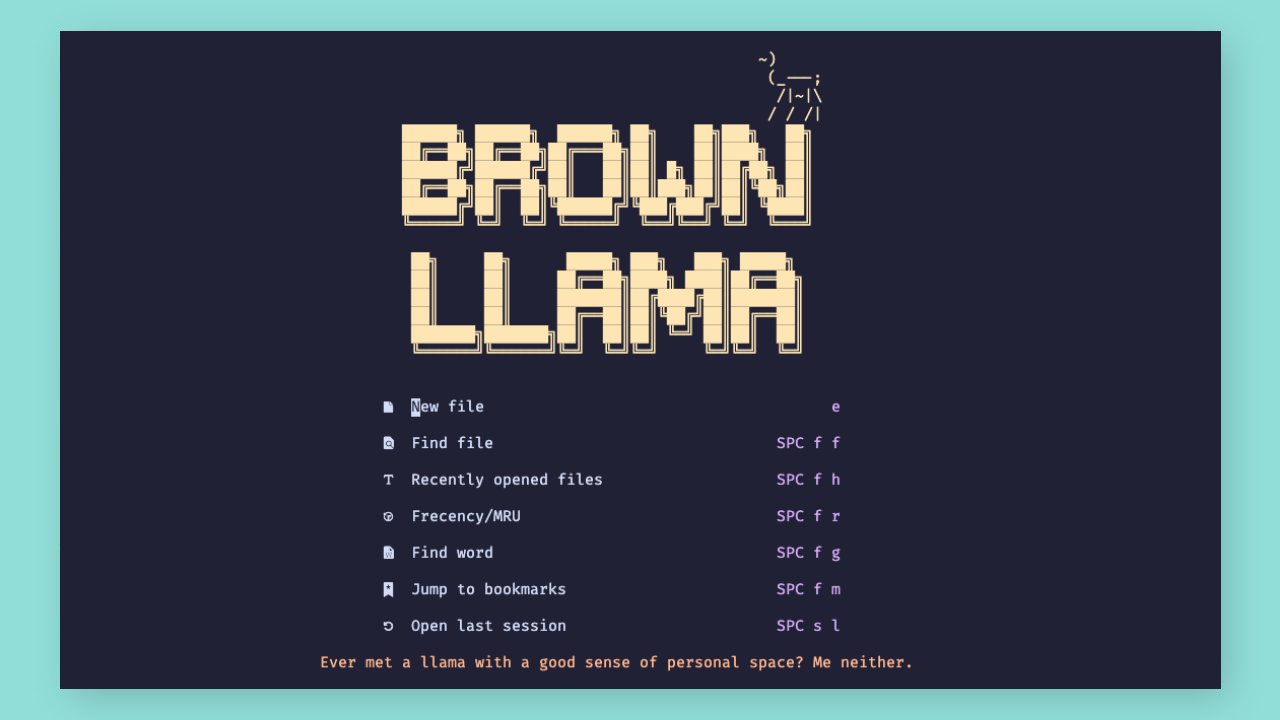 ~)
(_---;
/|~|\
/ / /|
BROWN
LLAMA
New file e
Find file SPC f f
Recently opened files SPC f h
Frecency/MRU SPC f r
Find word SPC f g
Jump to bookmarks SPC f m
Open last session SPC s l
Ever met a llama with a good sense of personal space? Me neither.